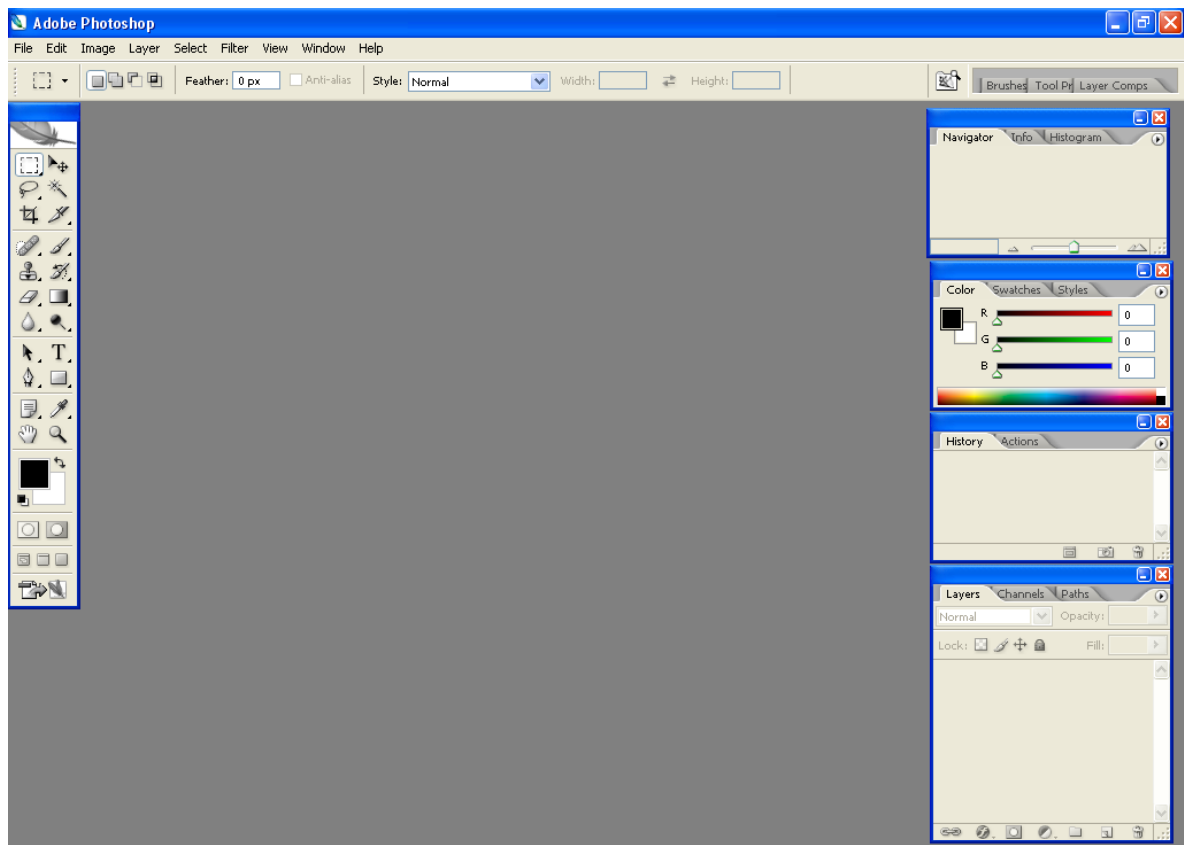 Adobe Photoshop
File Edit Image Layer Select Filter View Window Help
Feather: 0 px Anti-alias Style: Normal Width: Height: Brushes Tool Pr Layer Comps
Navigator Info Histogram
Color Swatches Styles
R 0
G 0
B 0
T
History Actions
Layers Channels Paths
Normal Opacity:
Lock: Fill: